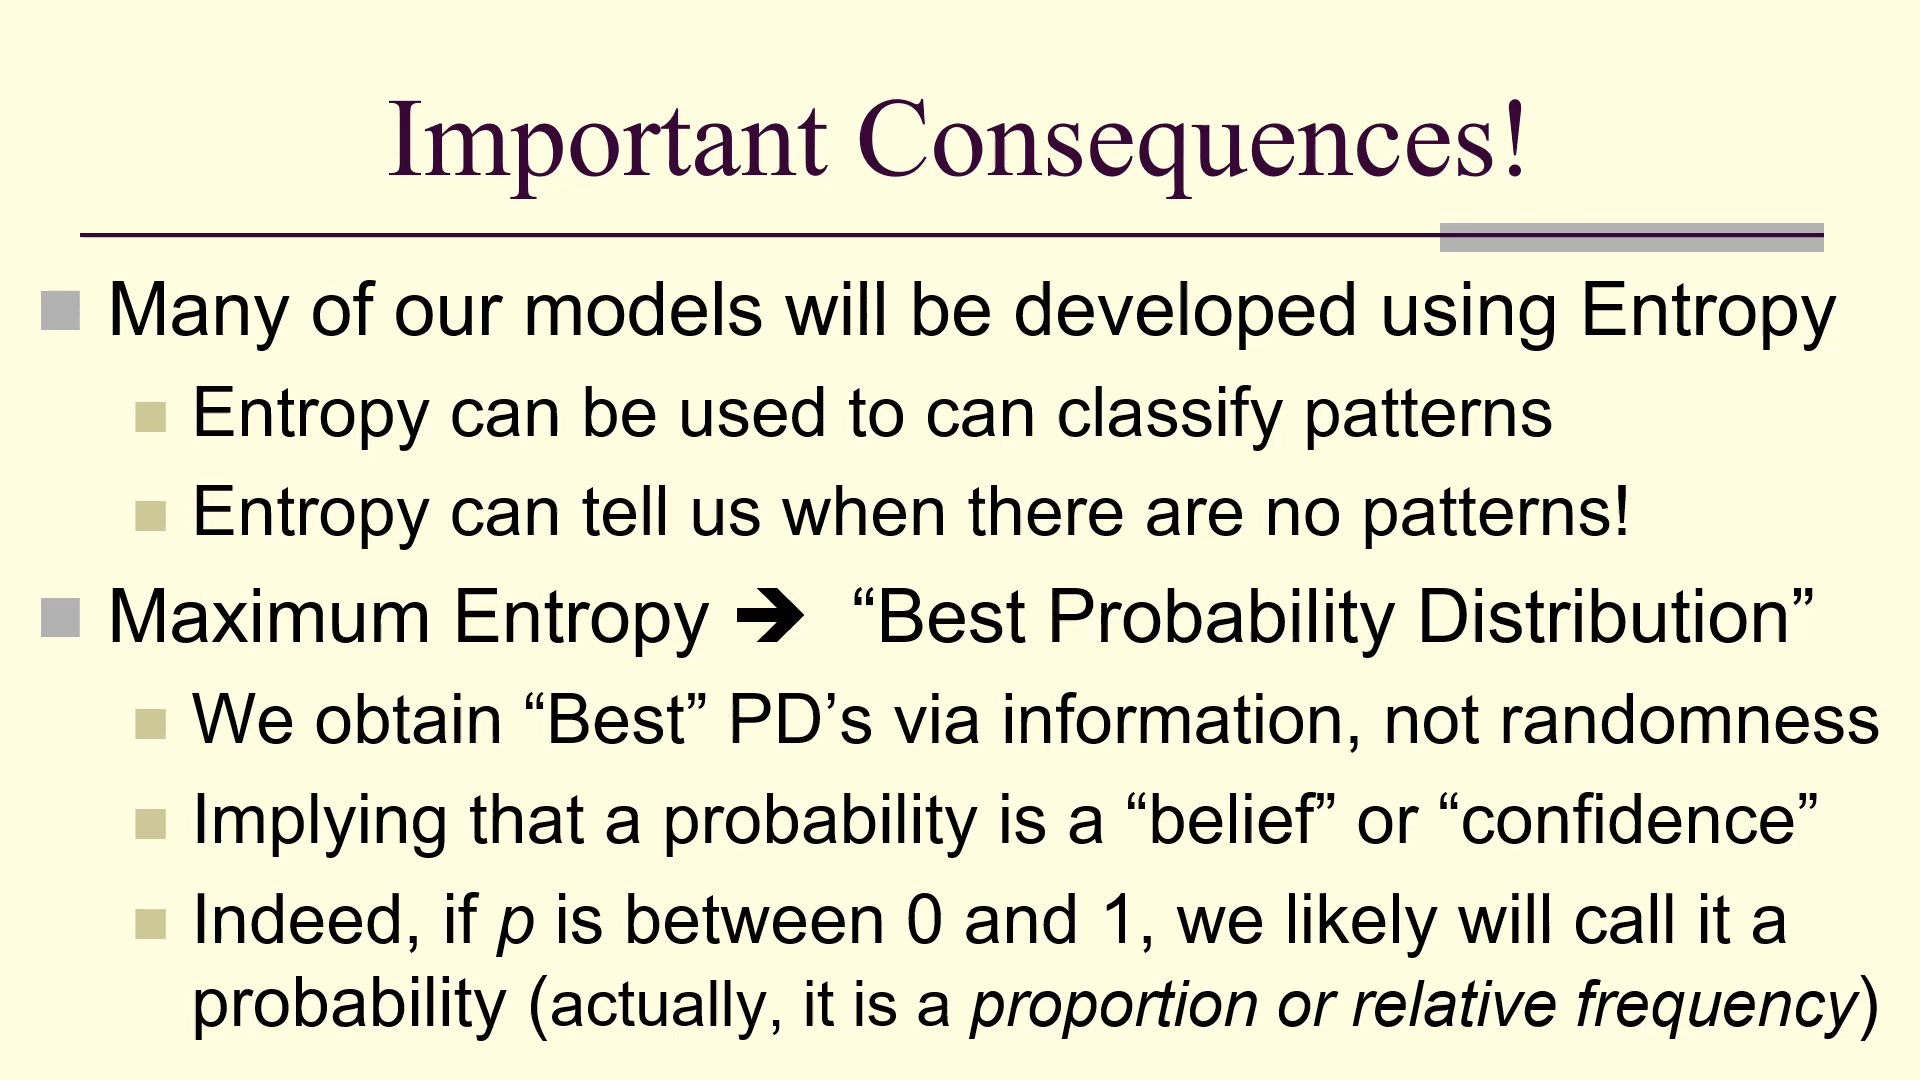 Important Consequences!
Many of our models will be developed using Entropy
Entropy can be used to can classify patterns
Entropy can tell us when there are no patterns!
Maximum Entropy ➔ “Best Probability Distribution”
We obtain “Best” PD’s via information, not randomness
Implying that a probability is a “belief” or “confidence”
Indeed, if p is between 0 and 1, we likely will call it a
probability (actually, it is a proportion or relative frequency)